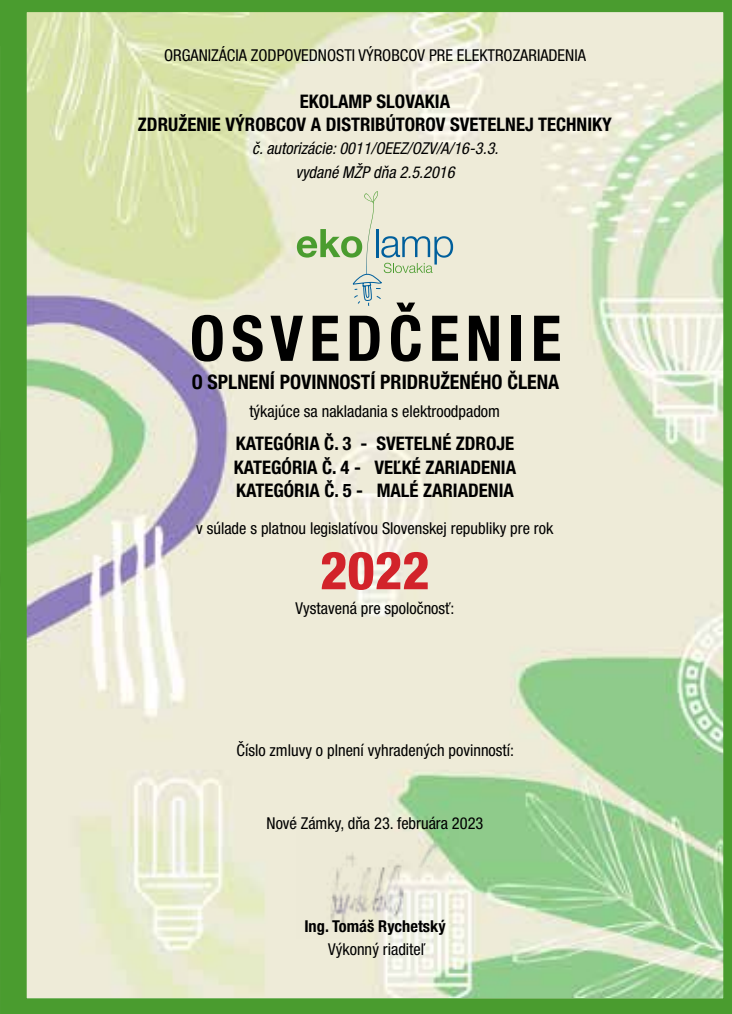 ORGANIZÁCIA ZODPOVEDNOSTI VÝROBCOV PRE ELEKTROZARIADENIA
EKOLAMP SLOVAKIA
ZDRUŽENIE VÝROBCOV A DISTRIBÚTOROV SVETELNEJ TECHNIKY
č. autorizácie: 0011/OEEZ/OZV/A/16-3.3.
vydané MŽP dňa 2.5.2016
eko lamp
Slovakia
OSVEDČENIE
O SPLNENÍ POVINNOSTÍ PRIDRUŽENÉHO ČLENA
týkajúce sa nakladania s elektroodpadom
KATEGÓRIA Č. 3 - SVETELNÉ ZDROJE
KATEGÓRIA Č. 4 - VEĽKÉ ZARIADENIA
KATEGÓRIA Č. 5 - MALÉ ZARIADENIA
v súlade s platnou legislatívou Slovenskej republiky pre rok
2022
Vystavená pre spoločnosť:
Číslo zmluvy o plnení vyhradených povinností:
Nové Zámky, dňa 23. februára 2023
Ing. Tomáš Rychetský
Výkonný riaditeľ